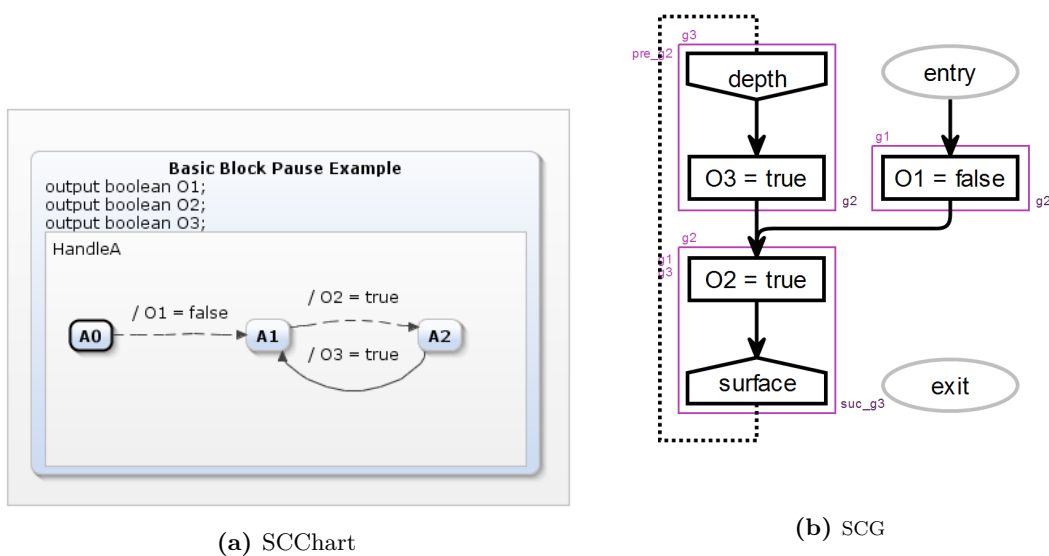 Basic Block Pause Example
output boolean O1;
output boolean O2;
output boolean O3;
HandleA
/ O1 = false
/ O2 = true
A0
A1
A2
/ O3 = true
(a) SCChart
g3
pre_g2
depth
entry
g1
O3 = true
O1 = false
g2
g2
g2
g1
g3
O2 = true
surface
exit
suc_g3
(b) SCG